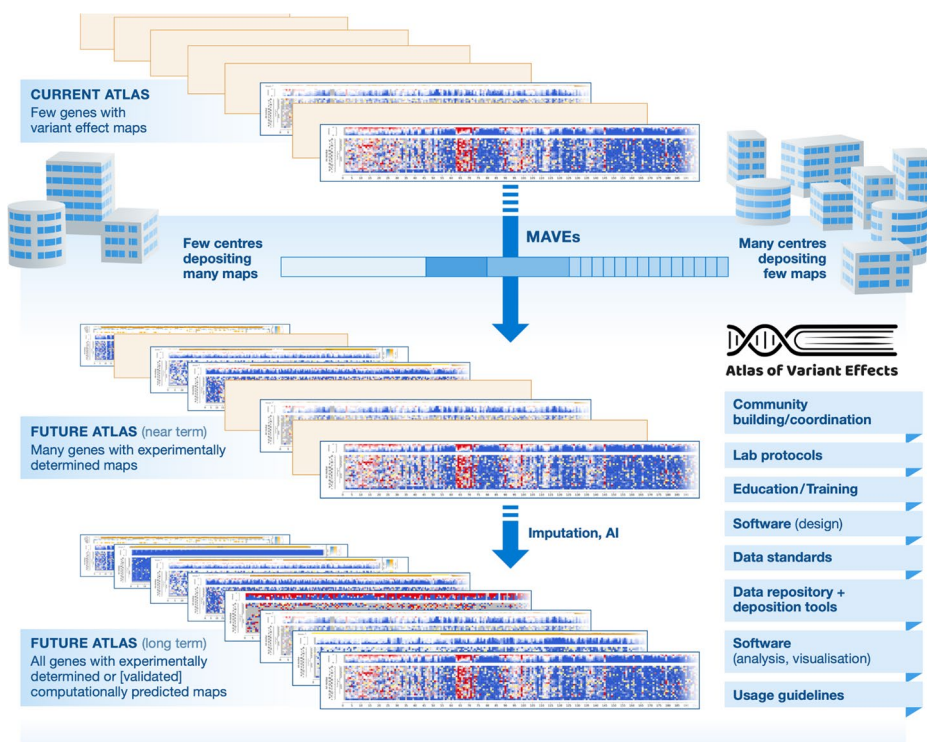 CURRENT ATLAS
Few genes with
variant effect maps
MAVEs
Few centres
depositing
many maps
Many centres
depositing
few maps
Atlas of Variant Effects
FUTURE ATLAS (near term)
Many genes with experimentally
determined maps
Imputation, AI
FUTURE ATLAS (long term)
All genes with experimentally
determined or [validated]
computationally predicted maps
Community
building/coordination
Lab protocols
Education/Training
Software (design)
Data standards
Data repository +
deposition tools
Software
(analysis, visualisation)
Usage guidelines